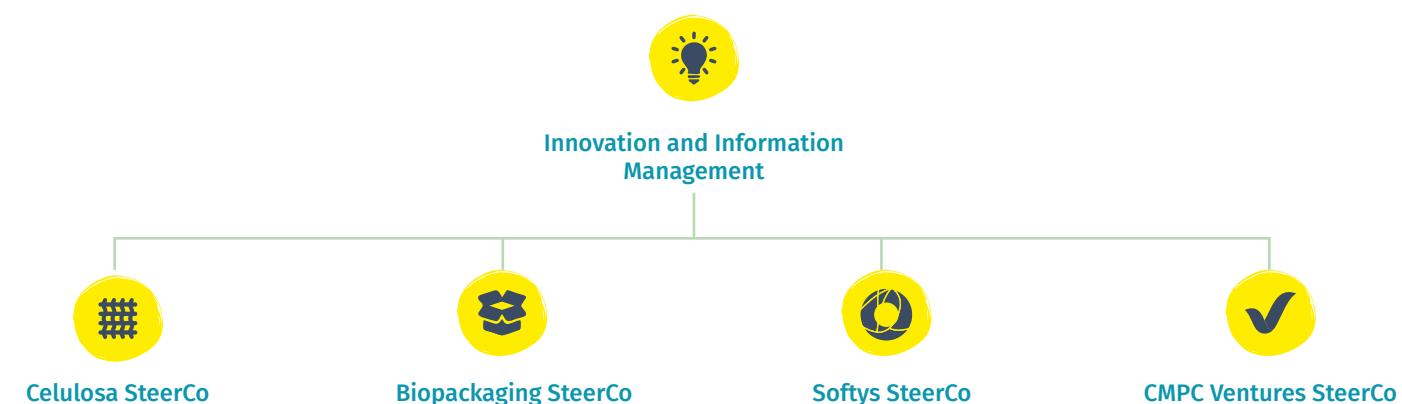 Innovation and Information
Management
Celulosa SteerCo
Biopackaging SteerCo
Softys SteerCo
CMPC Ventures SteerCo